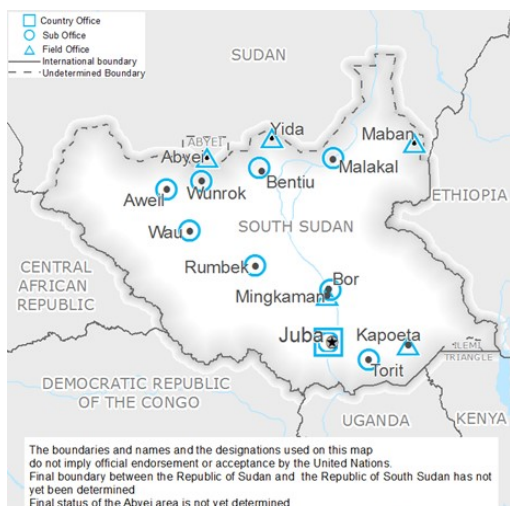 Country Office
Sub Office
Field Office
International boundary
Undetermined Boundary
SUDAN
ABYEI
Yida
Abyei
Maban
Malakal
Bentiu
Wunrok
Aweil
ETHIOPIA
Wau
SOUTH SUDAN
CENTRAL
AFRICAN
REPUBLIC
Rumbek
Bor
Mingkaman
Juba
Kapoeta
ILEMI
TRIANGLE
Torit
DEMOCRATIC REPUBLIC
OF THE CONGO
UGANDA
KENYA
The boundaries and names and the designations used on this map
do not imply official endorsement or acceptance by the United Nations.
Final boundary between the Republic of Sudan and the Republic of South Sudan has not
yet been determined
Final status of the Abyei area is not yet determined